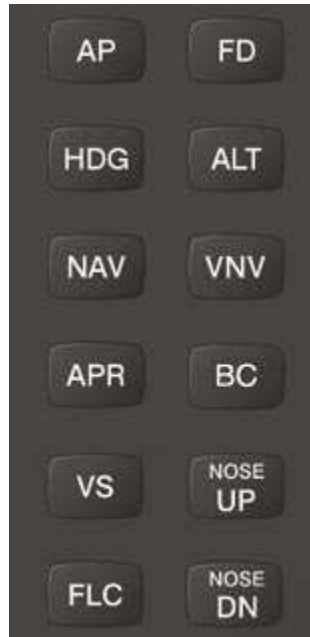 AP
FD
HDG
ALT
NAV
VNV
APR
BC
VS
NOSE
UP
FLC
NOSE
DN